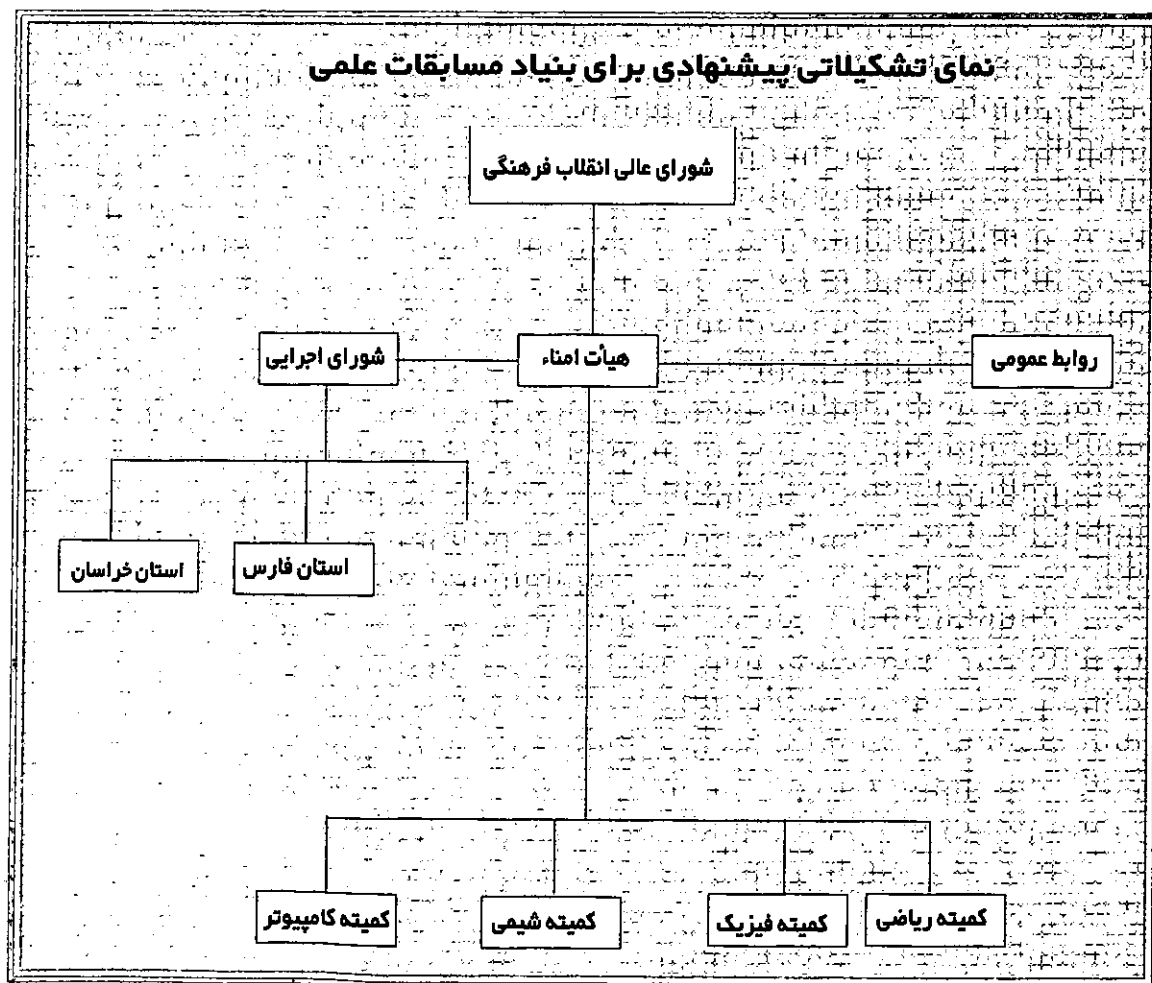 نمای تشکیلاتی پیشنهادی برای بنیاد مسابقات علمی
شورای عالی انقلاب فرهنگی
روابط عمومی
هیأت امناء
شورای اجرایی
استان فارس
استان خراسان
کمیته ریاضی
کمیته فیزیک
کمیته شیمی
کمیته کامپیوتر